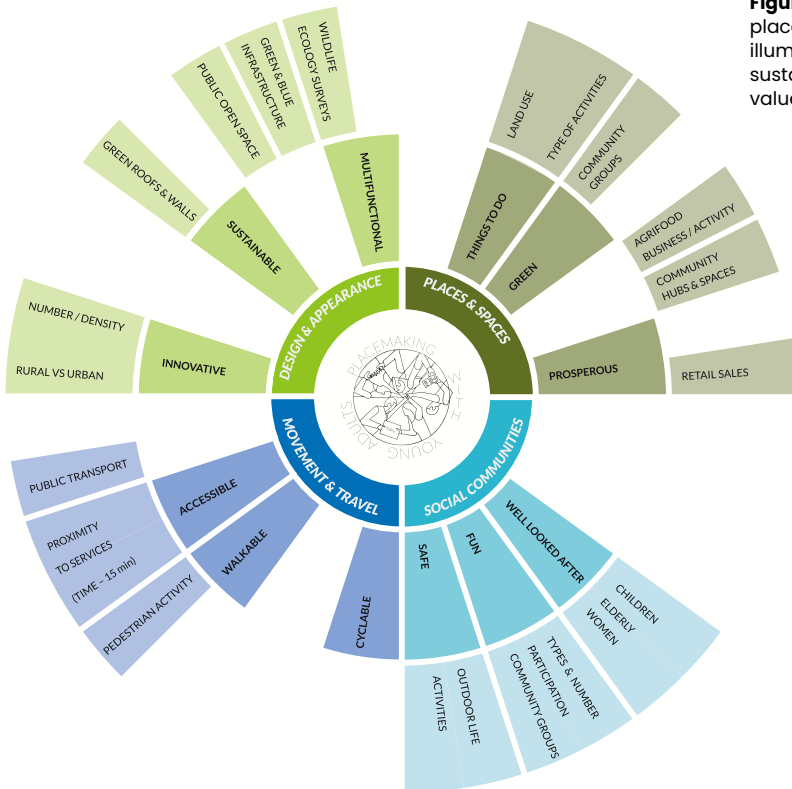 Figur
place
illum
susta
value
WILDLIFE
ECOLOGY SURVEYS
GREEN & BLUE
INFRASTRUCTURE
PUBLIC OPEN SPACE
GREEN ROOFS & WALLS
NUMBER / DENSITY
RURAL VS URBAN
MULTIFUNCTIONAL
SUSTAINABLE
INNOVATIVE
DESIGN & APPEARANCE
LAND USE
TYPE OF ACTIVITIES
COMMUNITY
GROUPS
AGRIFOOD
BUSINESS / ACTIVITY
COMMUNITY
HUBS & SPACES
RETAIL SALES
THINGS TO DO
GREEN
PROSPEROUS
PLACES & SPACES
PLACEMAKING
YOUNG ADULTS
MOVEMENT & TRAVEL
ACCESSIBLE
WALKABLE
CYCLABLE
PUBLIC TRANSPORT
PROXIMITY
TO SERVICES
(TIME – 15 min)
PEDESTRIAN ACTIVITY
SOCIAL COMMUNITIES
SAFE
FUN
WELL LOOKED AFTER
CHILDREN
ELDERLY
WOMEN
TYPES & NUMBER
PARTICIPATION
COMMUNITY GROUPS
OUTDOOR LIFE
ACTIVITIES